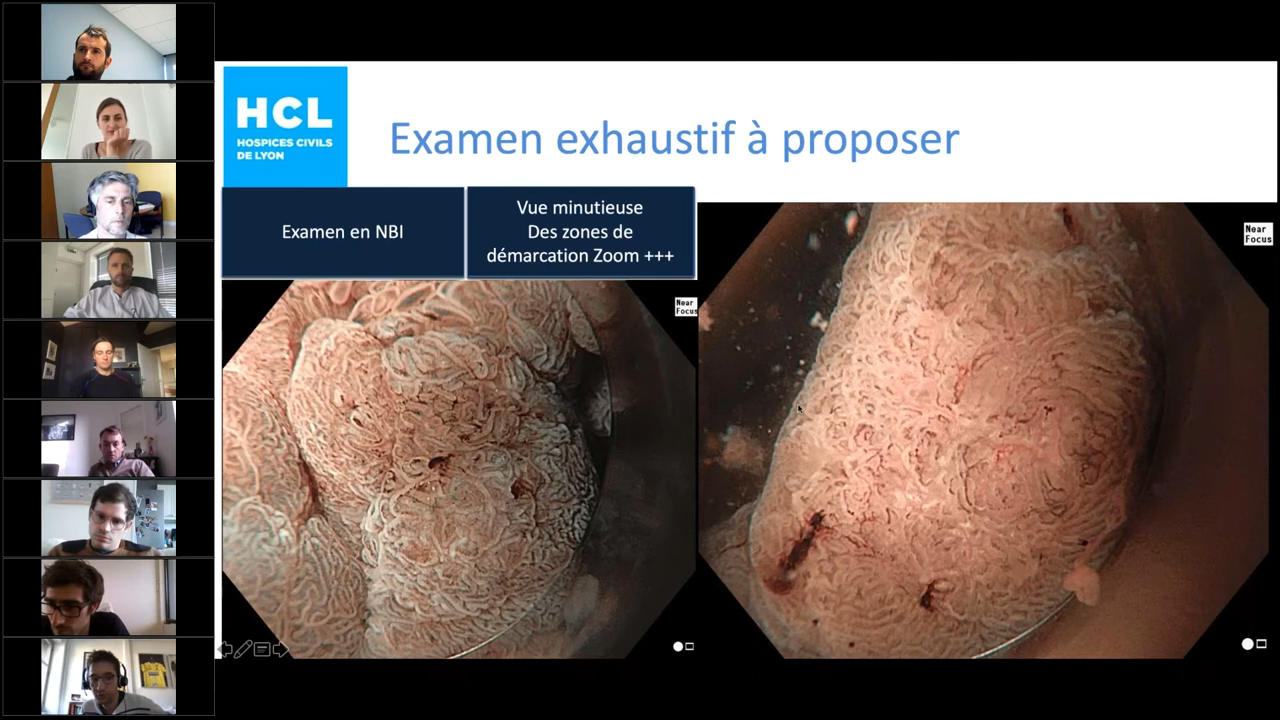 HCL
HOSPICES CIVILS
DE LYON
Examen exhaustif à proposer
Examen en NBI
Vue minutieuse
Des zones de
démarcation Zoom +++
Near
Focus
Near
Focus